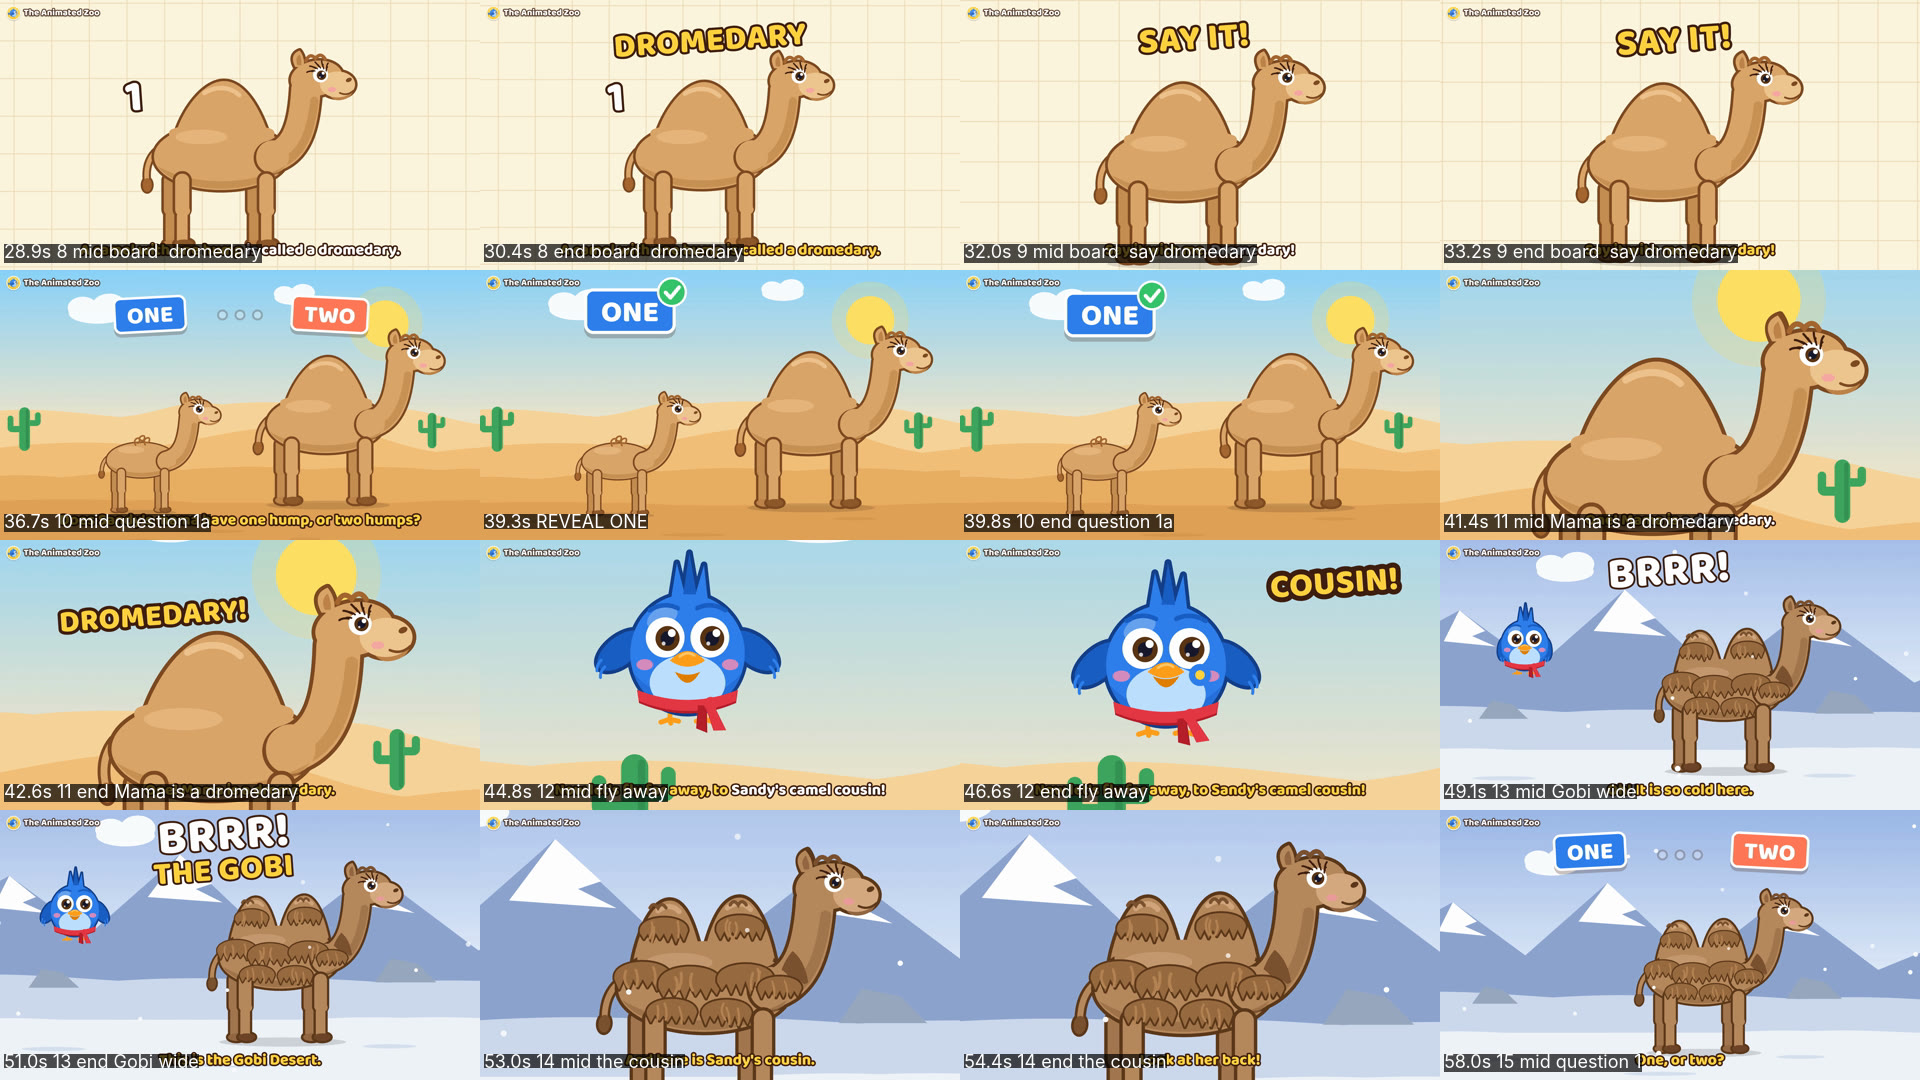 The Animated Zoo
1
28.9s 8 mid board dromedary
called a dromedary.
The Animated Zoo
DROMEDARY
1
30.4s 8 end board dromedary
called a dromedary.
The Animated Zoo
SAY IT!
32.0s 9 mid board say dromedary
dary!
The Animated Zoo
SAY IT!
33.2s 9 end board say dromedary
dary!
The Animated Zoo
ONE
TWO
36.7s 10 mid question 1a
have one hump, or two humps?
The Animated Zoo
ONE
39.3s REVEAL ONE
The Animated Zoo
ONE
39.8s 10 end question 1a
41.4s 11 mid Mama is a dromedary
edary.
The Animated Zoo
DROMEDARY!
42.6s 11 end Mama is a dromedary
dary.
The Animated Zoo
44.8s 12 mid fly away
away, to Sandy's camel cousin!
The Animated Zoo
COUSIN!
46.6s 12 end fly away
away, to Sandy's camel cousin!
The Animated Zoo
BRRR!
49.1s 13 mid Gobi wide
It is so cold here.
The Animated Zoo
BRRR!
THE GOBI
51.0s 13 end Gobi wide
is the Gobi Desert.
The Animated Zoo
53.0s 14 mid the cousin
is Sandy's cousin.
The Animated Zoo
54.4s 14 end the cousin
at her back!
The Animated Zoo
ONE
TWO
58.0s 15 mid question
One, or two?